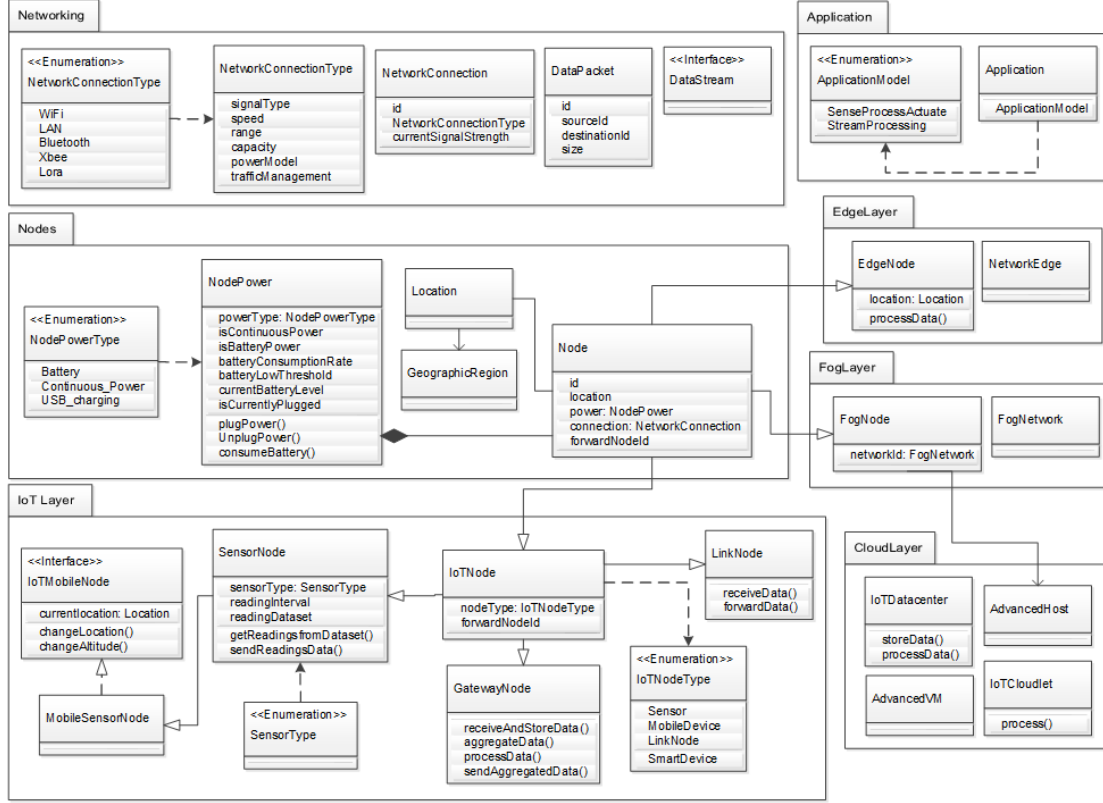 Networking
<<Enumeration>>
NetworkConnectionType
WiFi
LAN
Bluetooth
Xbee
Lora
NetworkConnectionType
signalType
speed
range
capacity
powerModel
trafficManagement
NetworkConnection
id
NetworkConnectionType
currentSignalStrength
DataPacket
id
sourceId
destinationId
size
<<Interface>>
DataStream
Application
<<Enumeration>>
ApplicationModel
SenseProcessActuate
StreamProcessing
Application
ApplicationModel
Nodes
<<Enumeration>>
NodePowerType
Battery
Continuous_Power
USB_charging
NodePower
powerType: NodePowerType
isContinuousPower
isBatteryPower
batteryConsumptionRate
batteryLowThreshold
currentBatteryLevel
isCurrentlyPlugged
plugPower()
UnplugPower()
consumeBattery()
Location
GeographicRegion
Node
id
location
power: NodePower
connection: NetworkConnection
forwardNodeId
EdgeLayer
EdgeNode
location: Location
processData()
NetworkEdge
FogLayer
FogNode
networkId: FogNetwork
FogNetwork
IoT Layer
<<Interface>>
IoTMobileNode
currentlocation: Location
changeLocation()
changeAltitude()
MobileSensorNode
SensorNode
sensorType: SensorType
readingInterval
readingDataset
getReadingsfromDataset()
sendReadingsData()
<<Enumeration>>
SensorType
IoTNode
nodeType: IoTNodeType
forwardNodeId
GatewayNode
receiveAndStoreData()
aggregateData()
processData()
sendAggregatedData()
LinkNode
receiveData()
forwardData()
<<Enumeration>>
IoTNodeType
Sensor
MobileDevice
LinkNode
SmartDevice
CloudLayer
IoTDatacenter
storeData()
processData()
AdvancedHost
AdvancedVM
IoTCloudlet
process()